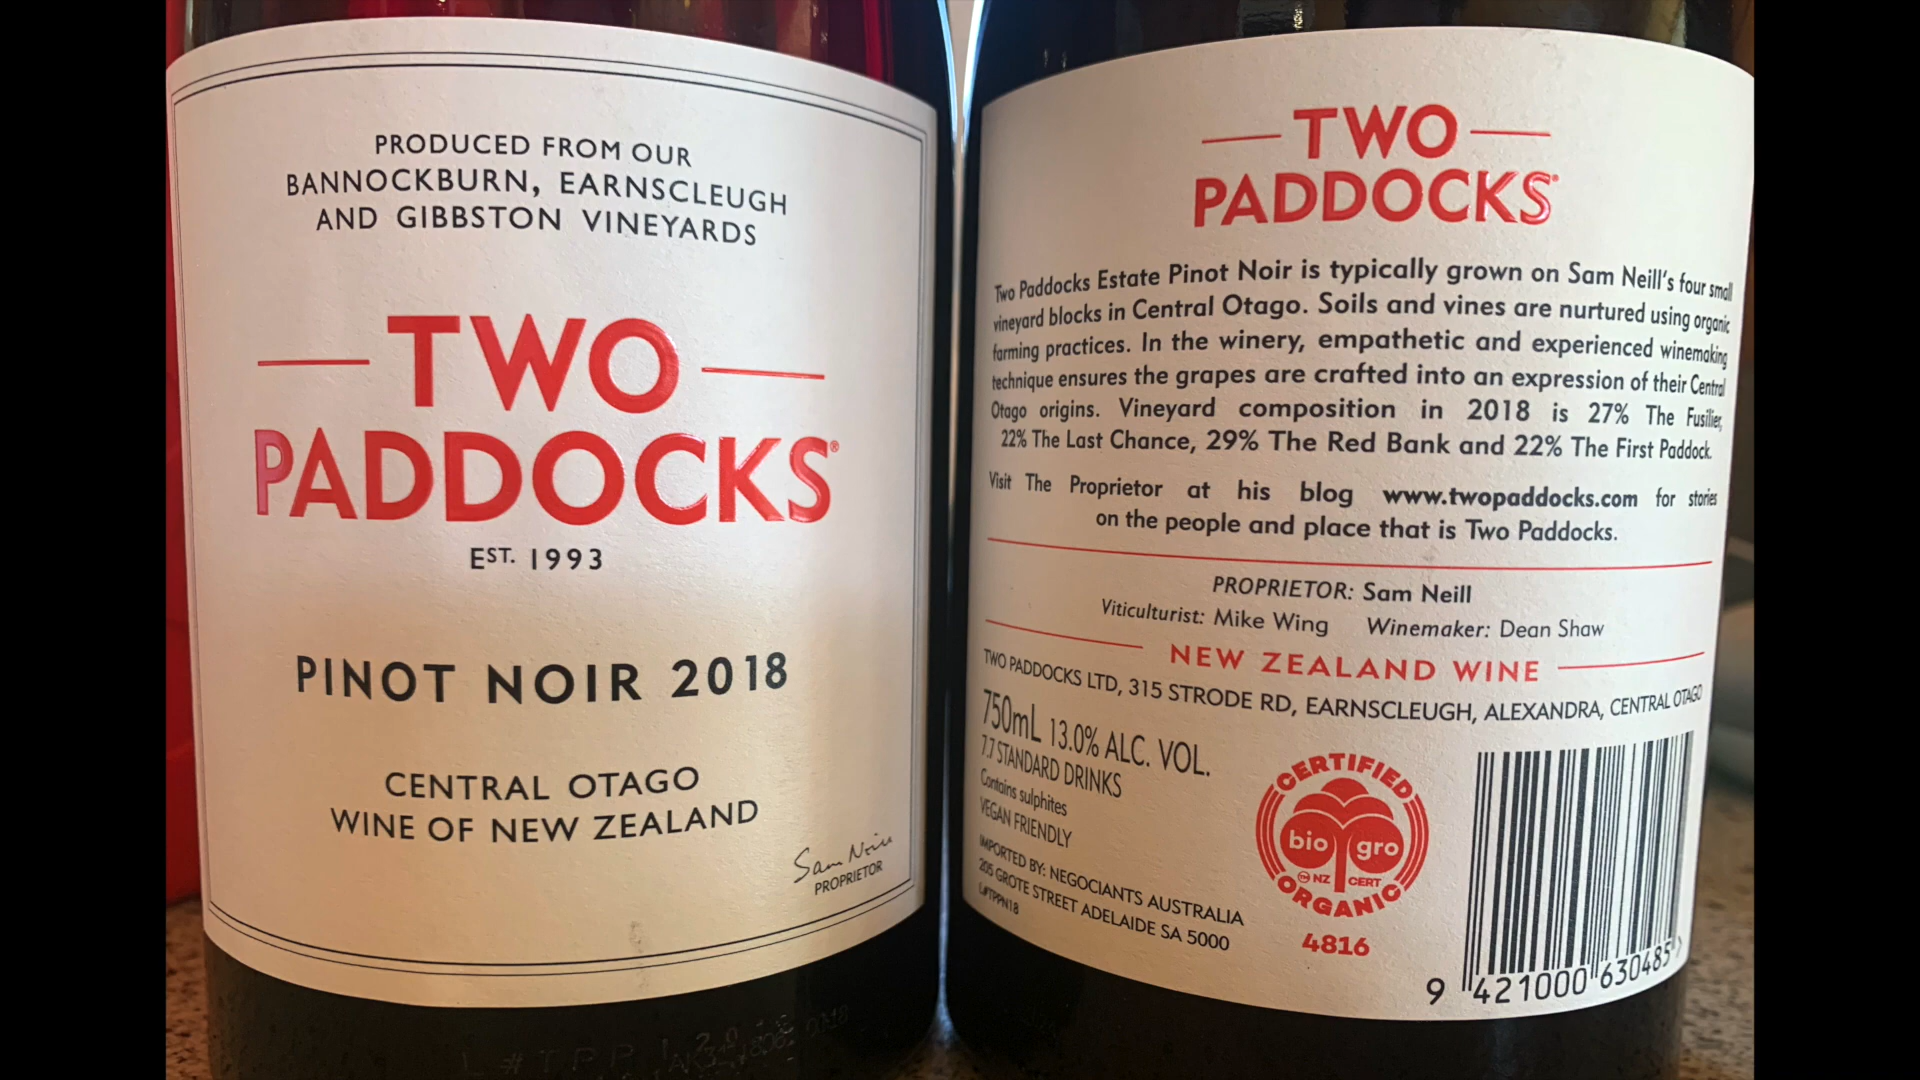 PRODUCED FROM OUR
BANNOCKBURN, EARNSCLEUGH
AND GIBBSTON VINEYARDS
TWO
PADDOCKS®
EST. 1993
PINOT NOIR 2018
CENTRAL OTAGO
WINE OF NEW ZEALAND
Sam Neill
PROPRIETOR
TWO
PADDOCKS®
Two Paddocks Estate Pinot Noir is typically grown on Sam Neill's four small
vineyard blocks in Central Otago. Soils and vines are nurtured using organic
farming practices. In the winery, empathetic and experienced winemaking
technique ensures the grapes are crafted into an expression of their Central
Otago origins. Vineyard composition in 2018 is 27% The Fusilier,
22% The Last Chance, 29% The Red Bank and 22% The First Paddock.
Visit The Proprietor at his blog www.twopaddocks.com for stories
on the people and place that is Two Paddocks.
PROPRIETOR: Sam Neill
Viticulturist: Mike Wing Winemaker: Dean Shaw
NEW ZEALAND WINE
TWO PADDOCKS LTD, 315 STRODE RD, EARNSCLEUGH, ALEXANDRA, CENTRAL OTAGO
750mL 13.0% ALC. VOL.
7.7 STANDARD DRINKS
Contains sulphites
VEGAN FRIENDLY
IMPORTED BY: NEGOCIANTS AUSTRALIA
205 GROTE STREET ADELAIDE SA 5000
L#TPPN18
CERTIFIED
bio gro
TM NZ CERT
ORGANIC
4816
9 421000 630485 >